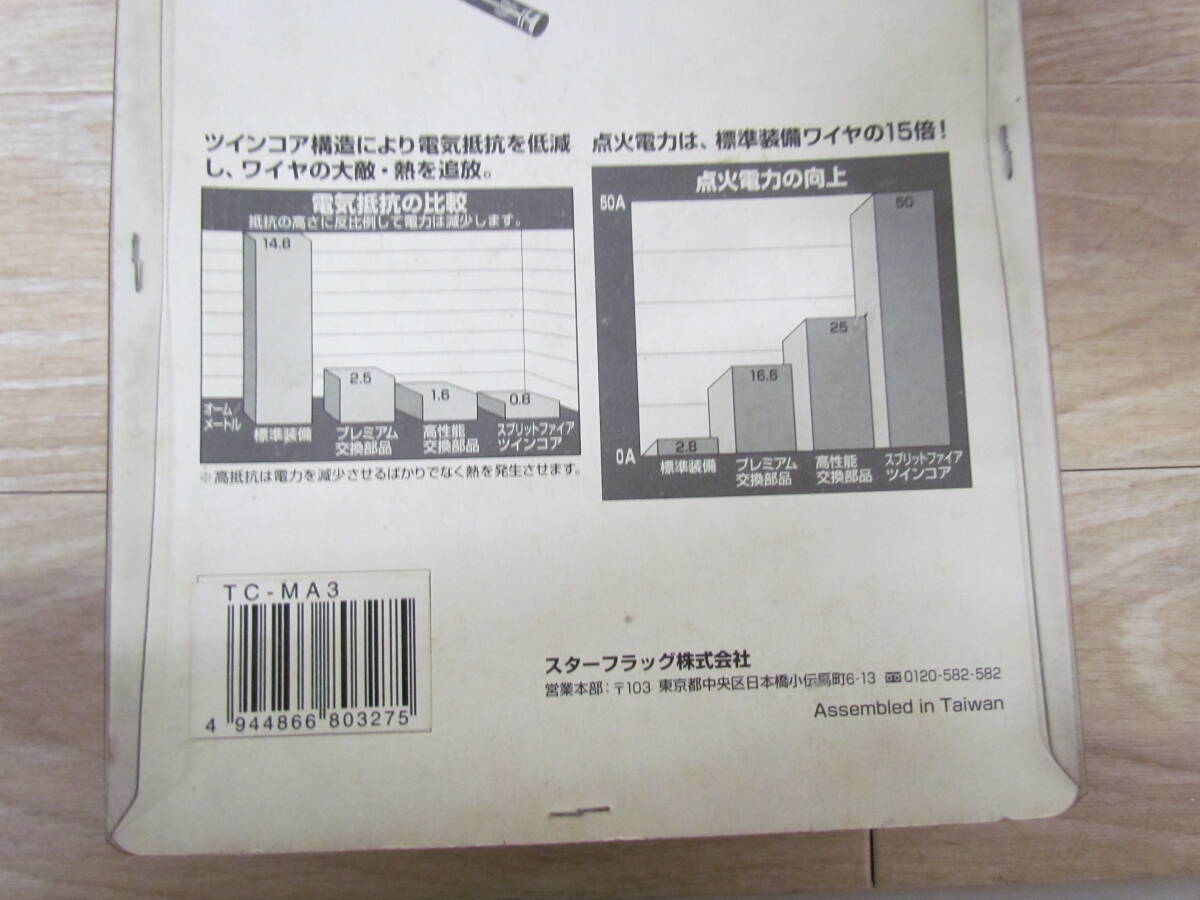 ツインコア構造により電気抵抗を低減
し、ワイヤの大敵・熱を追放。
電気抵抗の比較
抵抗の高さに反比例して電力は減少します。
14.8
2.5
1.6
0.8
オーム/
メートル
標準装備
プレミアム
交換部品
高性能
交換部品
スプリットファイア
ツインコア
※高抵抗は電力を減少させるばかりでなく熱を発生させます。
点火電力は、標準装備ワイヤの15倍!
点火電力の向上
50A
50
25
16.6
2.8
0A
標準装備
プレミアム
交換部品
高性能
交換部品
スプリットファイア
ツインコア
TC-MA3
4 944866 803275
スターフラッグ株式会社
営業本部:〒103 東京都中央区日本橋小伝馬町6-13 0120-582-582
Assembled in Taiwan